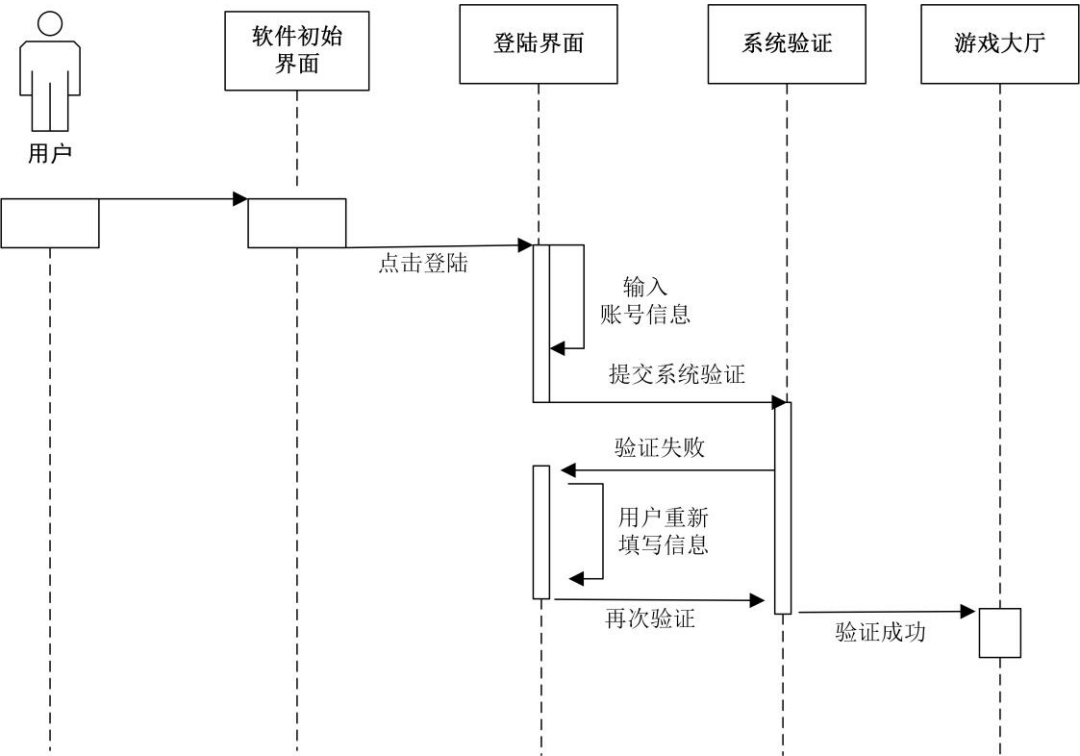 软件初始
界面
登陆界面
系统验证
游戏大厅
用户
点击登陆
输入
账号信息
提交系统验证
验证失败
用户重新
填写信息
再次验证
验证成功